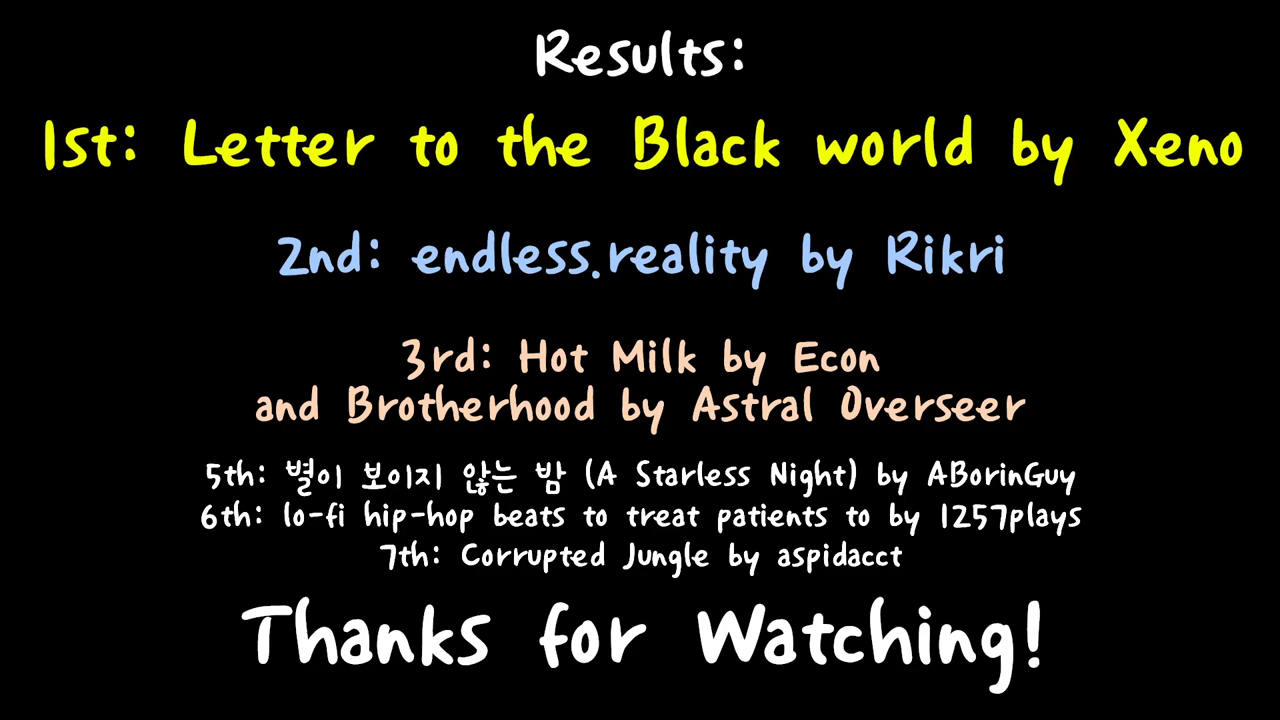 Results:
1st: Letter to the Black world by Xeno
2nd: endless.reality by Rikri
3rd: Hot Milk by Econ
and Brotherhood by Astral Overseer
5th: 별이 보이지 않는 밤 (A Starless Night) by ABorinGuy
6th: lo-fi hip-hop beats to treat patients to by 1257plays
7th: Corrupted Jungle by aspidacct
Thanks for Watching!